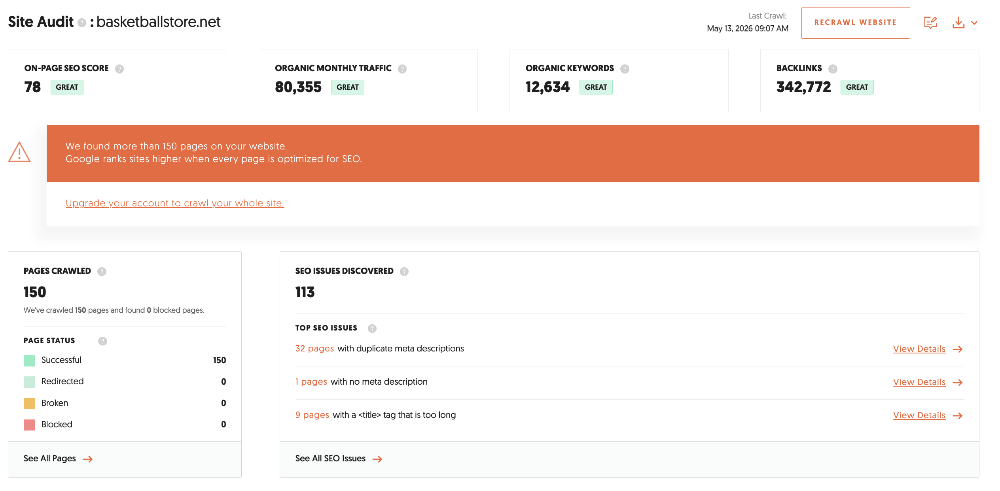 Site Audit ? : basketballstore.net
Last Crawl:
May 13, 2026 09:07 AM
RECRAWL WEBSITE
ON-PAGE SEO SCORE ?
78 GREAT
ORGANIC MONTHLY TRAFFIC ?
80,355 GREAT
ORGANIC KEYWORDS ?
12,634 GREAT
BACKLINKS ?
342,772 GREAT
!
We found more than 150 pages on your website.
Google ranks sites higher when every page is optimized for SEO.
Upgrade your account to crawl your whole site.
PAGES CRAWLED ?
150
We've crawled 150 pages and found 0 blocked pages.
PAGE STATUS ?
Successful 150
Redirected 0
Broken 0
Blocked 0
See All Pages
SEO ISSUES DISCOVERED ?
113
TOP SEO ISSUES ?
32 pages with duplicate meta descriptions View Details
1 pages with no meta description View Details
9 pages with a <title> tag that is too long View Details
See All SEO Issues